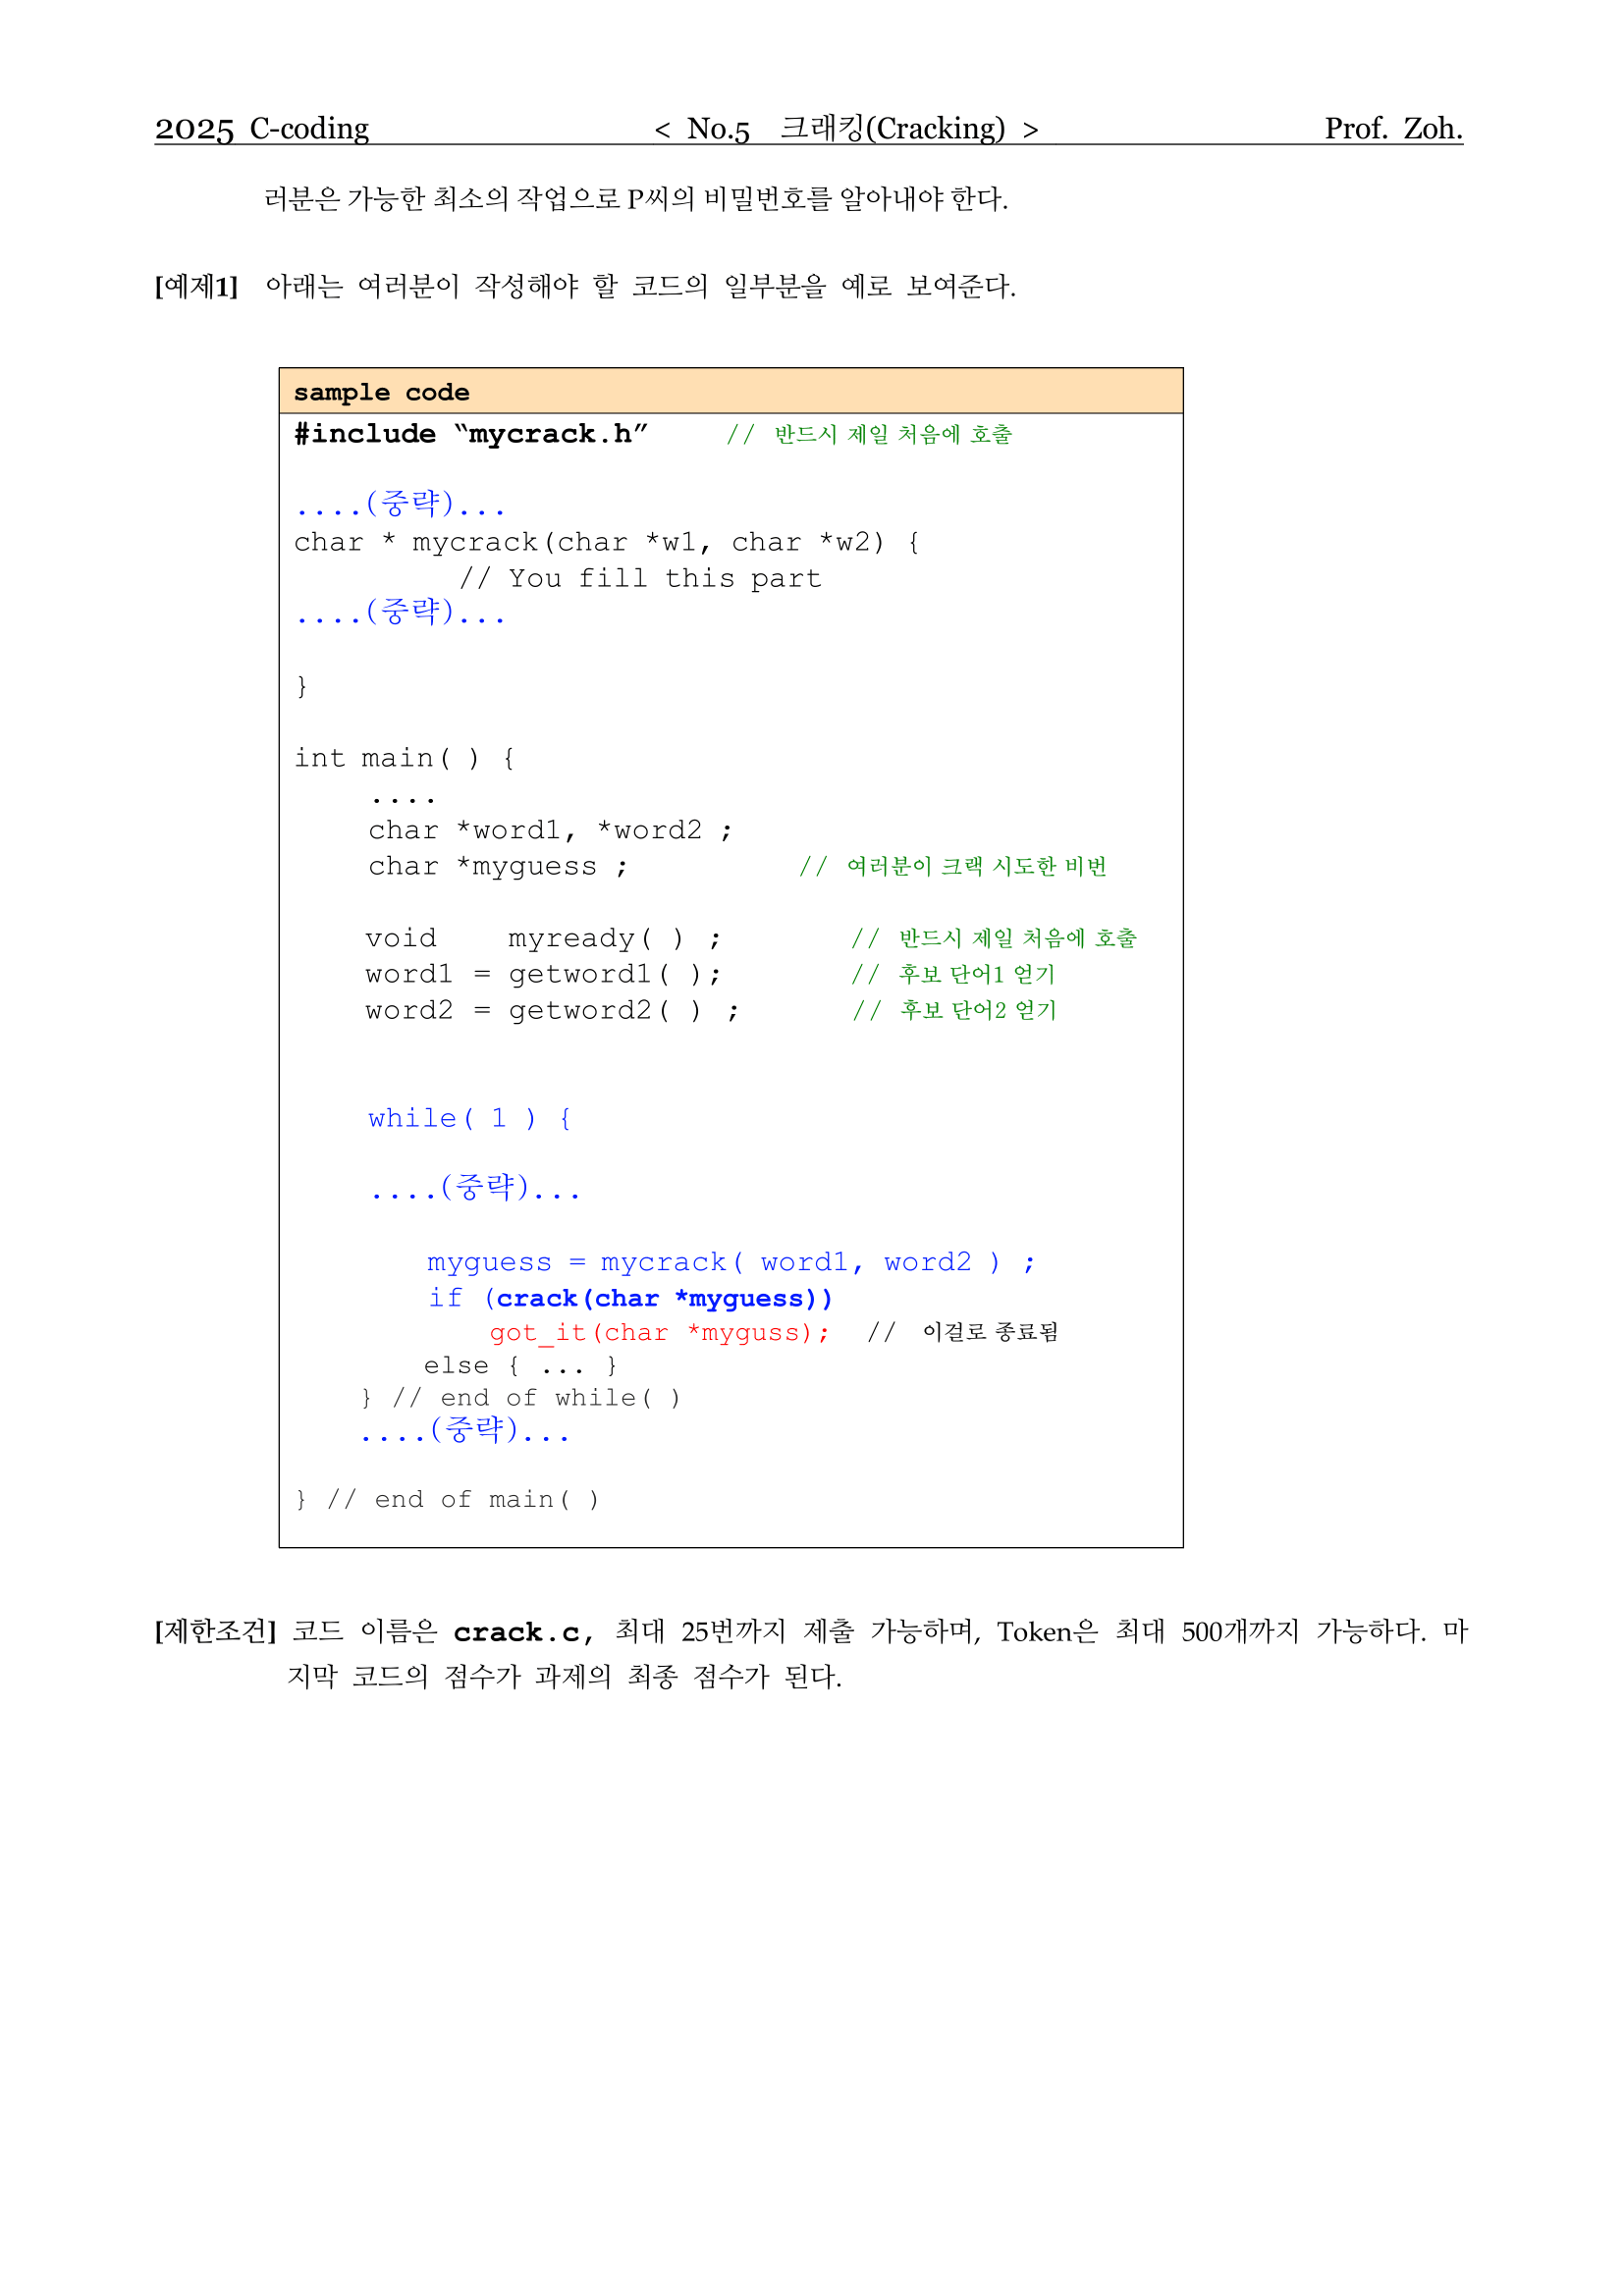 2025 C-coding < No.5 크래킹(Cracking) > Prof. Zoh.
러분은 가능한 최소의 작업으로 P씨의 비밀번호를 알아내야 한다.
[예제1] 아래는 여러분이 작성해야 할 코드의 일부분을 예로 보여준다.
sample code
#include “mycrack.h” // 반드시 제일 처음에 호출
....(중략)...
char * mycrack(char *w1, char *w2) {
// You fill this part
....(중략)...
}
int main( ) {
....
char *word1, *word2 ;
char *myguess ; // 여러분이 크랙 시도한 비번
void myready( ) ; // 반드시 제일 처음에 호출
word1 = getword1( ); // 후보 단어1 얻기
word2 = getword2( ) ; // 후보 단어2 얻기
while( 1 ) {
....(중략)...
myguess = mycrack( word1, word2 ) ;
if (crack(char *myguess))
got_it(char *myguss); // 이걸로 종료됨
else { ... }
} // end of while( )
....(중략)...
} // end of main( )
[제한조건] 코드 이름은 crack.c, 최대 25번까지 제출 가능하며, Token은 최대 500개까지 가능하다. 마
지막 코드의 점수가 과제의 최종 점수가 된다.